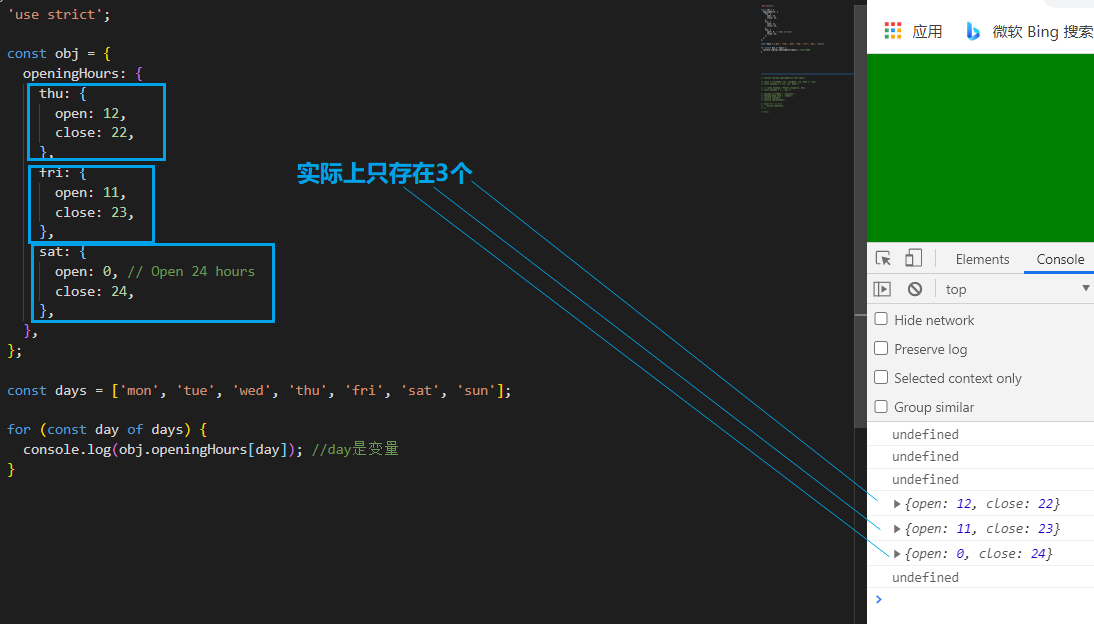 'use strict';
const obj = {
openingHours: {
thu: {
open: 12,
close: 22,
},
fri: {
open: 11,
close: 23,
},
sat: {
open: 0, // Open 24 hours
close: 24,
},
},
};
const days = ['mon', 'tue', 'wed', 'thu', 'fri', 'sat', 'sun'];
for (const day of days) {
console.log(obj.openingHours[day]); //day是变量
}
实际上只存在3个
应用 微软 Bing 搜索
Elements Console
top
Hide network
Preserve log
Selected context only
Group similar
undefined
undefined
undefined
{open: 12, close: 22}
{open: 11, close: 23}
{open: 0, close: 24}
undefined